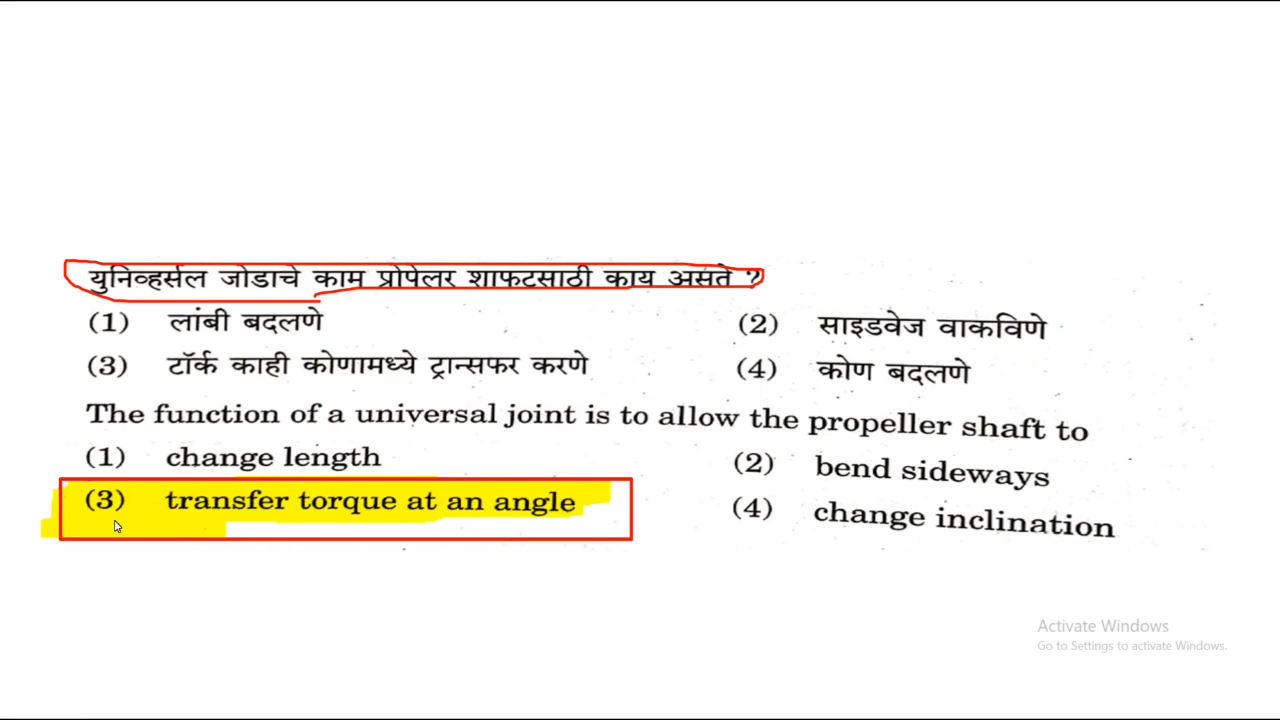 युनिव्हर्सल जोडाचे काम प्रोपेलर शाफटसाठी काय असते ?
(1) लांबी बदलणे (2) साइडवेज वाकविणे
(3) टॉर्क काही कोणामध्ये ट्रान्सफर करणे (4) कोण बदलणे
The function of a universal joint is to allow the propeller shaft to
(1) change length (2) bend sideways
(3) transfer torque at an angle (4) change inclination
Activate Windows
Go to Settings to activate Windows.